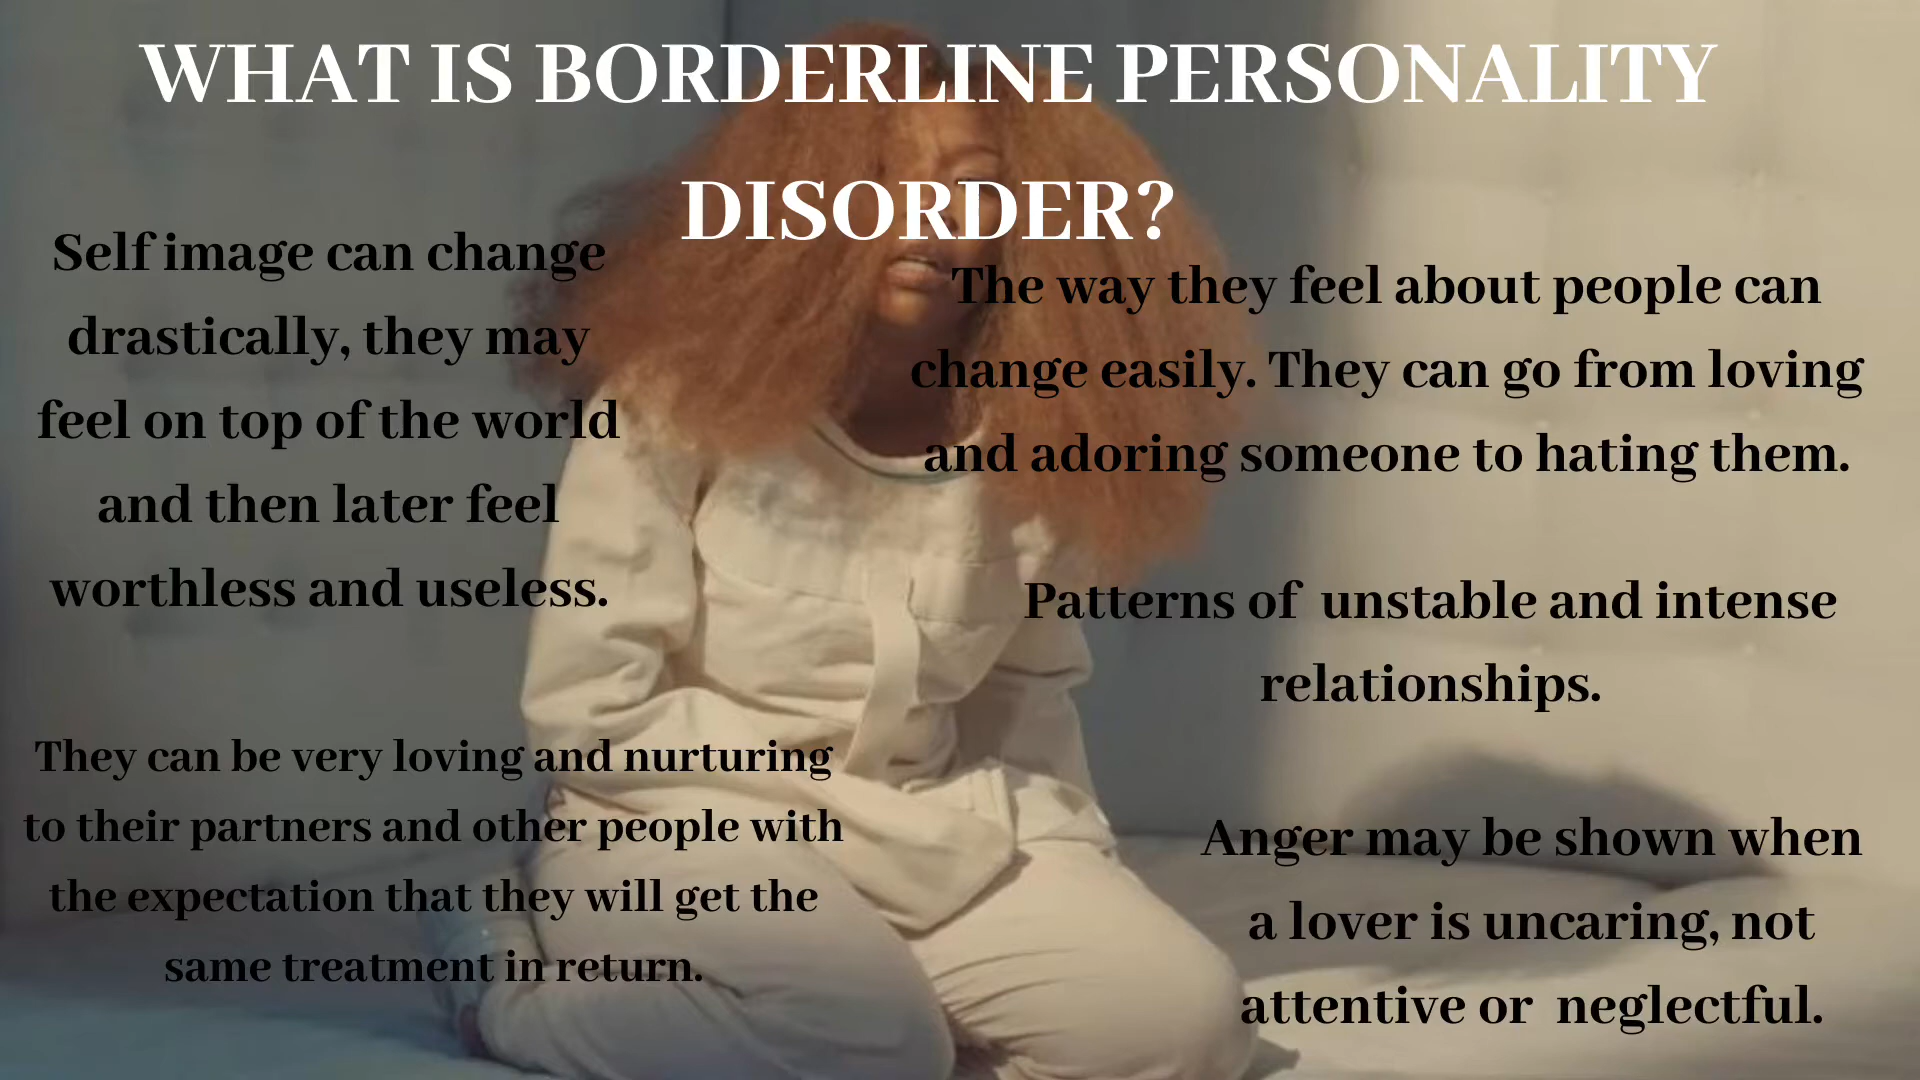 WHAT IS BORDERLINE PERSONALITY
DISORDER?
Self image can change
drastically, they may
feel on top of the world
and then later feel
worthless and useless.
They can be very loving and nurturing
to their partners and other people with
the expectation that they will get the
same treatment in return.
The way they feel about people can
change easily. They can go from loving
and adoring someone to hating them.
Patterns of  unstable and intense
relationships.
Anger may be shown when
a lover is uncaring, not
attentive or  neglectful.